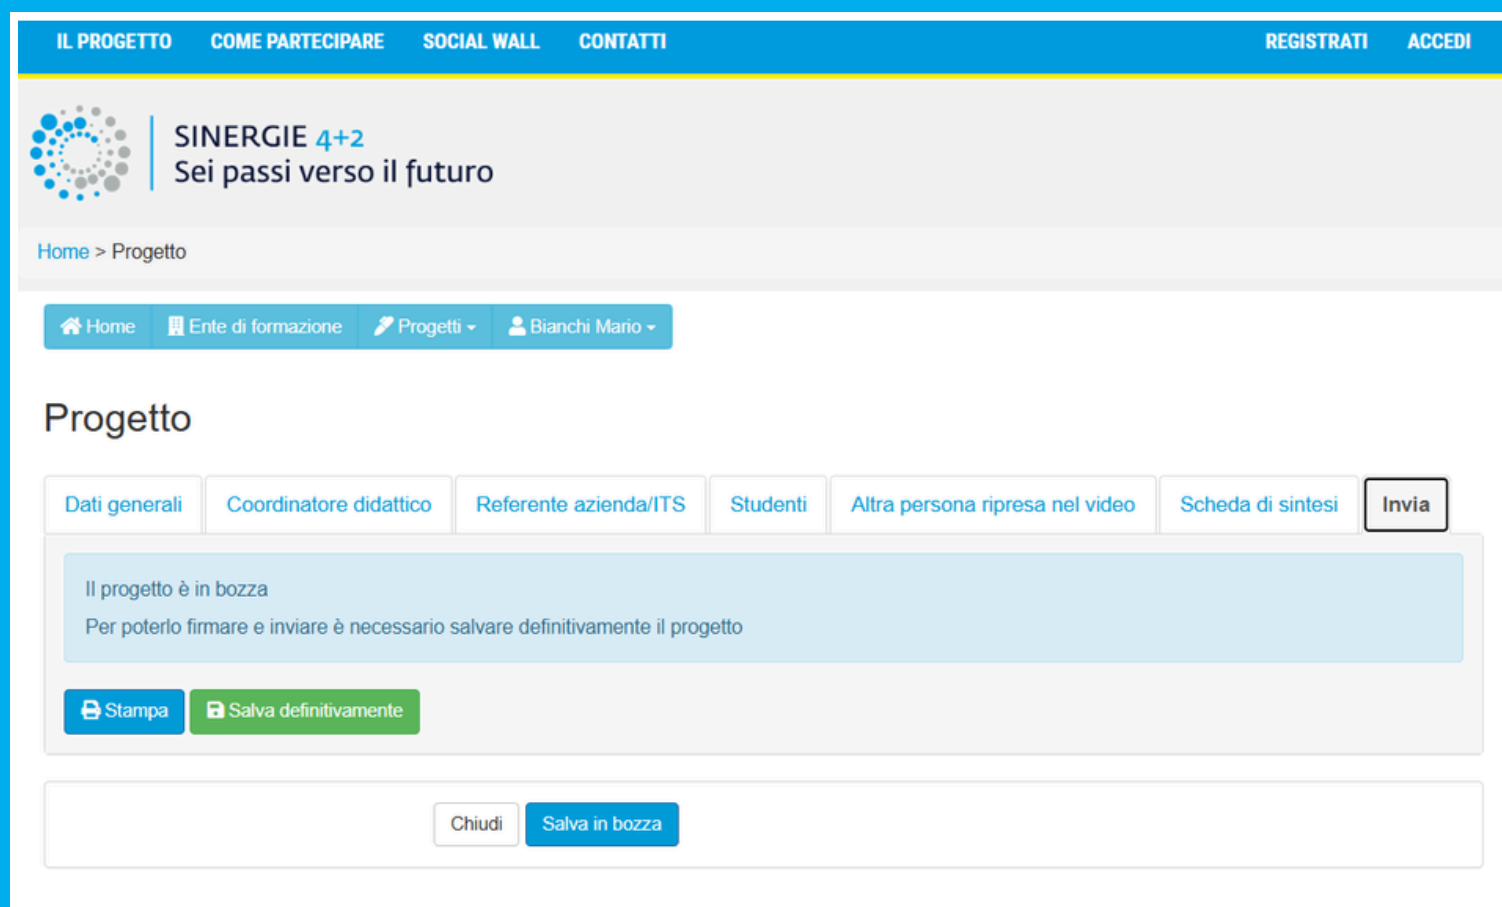 IL PROGETTO COME PARTECIPARE SOCIAL WALL CONTATTI REGISTRATI ACCEDI
SINERGIE 4+2
Sei passi verso il futuro
Home > Progetto
Home Ente di formazione Progetti Bianchi Mario
Progetto
Dati generali Coordinatore didattico Referente azienda/ITS Studenti Altra persona ripresa nel video Scheda di sintesi Invia
Il progetto è in bozza
Per poterlo firmare e inviare è necessario salvare definitivamente il progetto
Stampa Salva definitivamente
Chiudi Salva in bozza